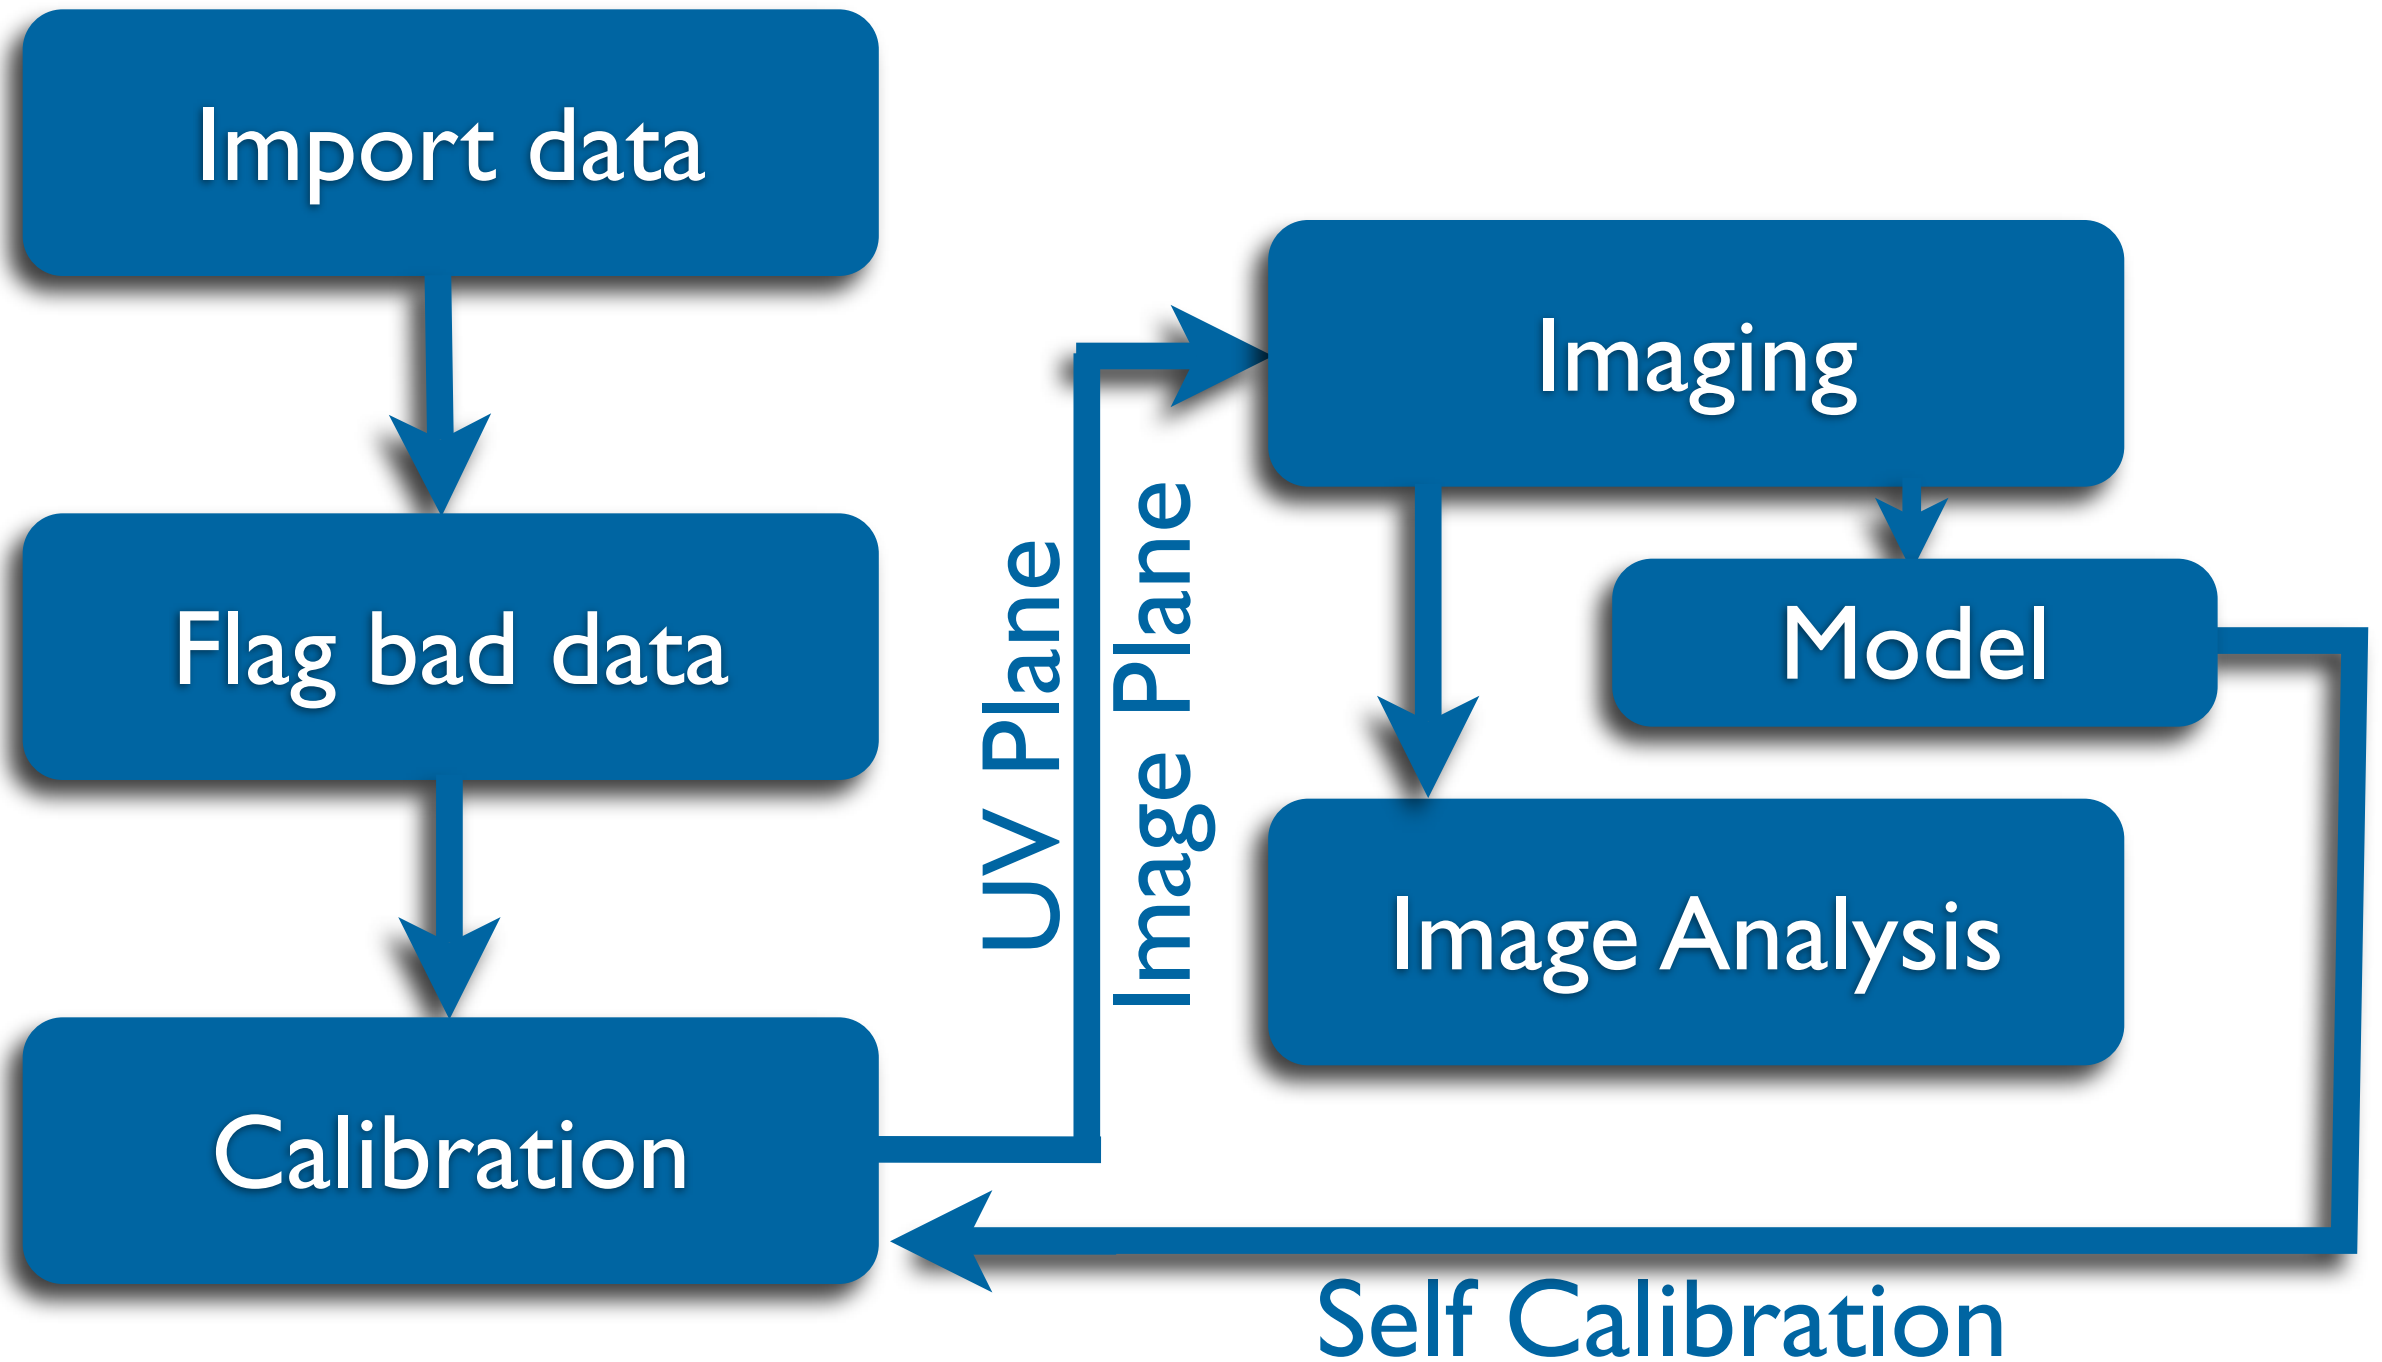 Import data
Flag bad data
Calibration
UV Plane
Image Plane
Imaging
Model
Image Analysis
Self Calibration